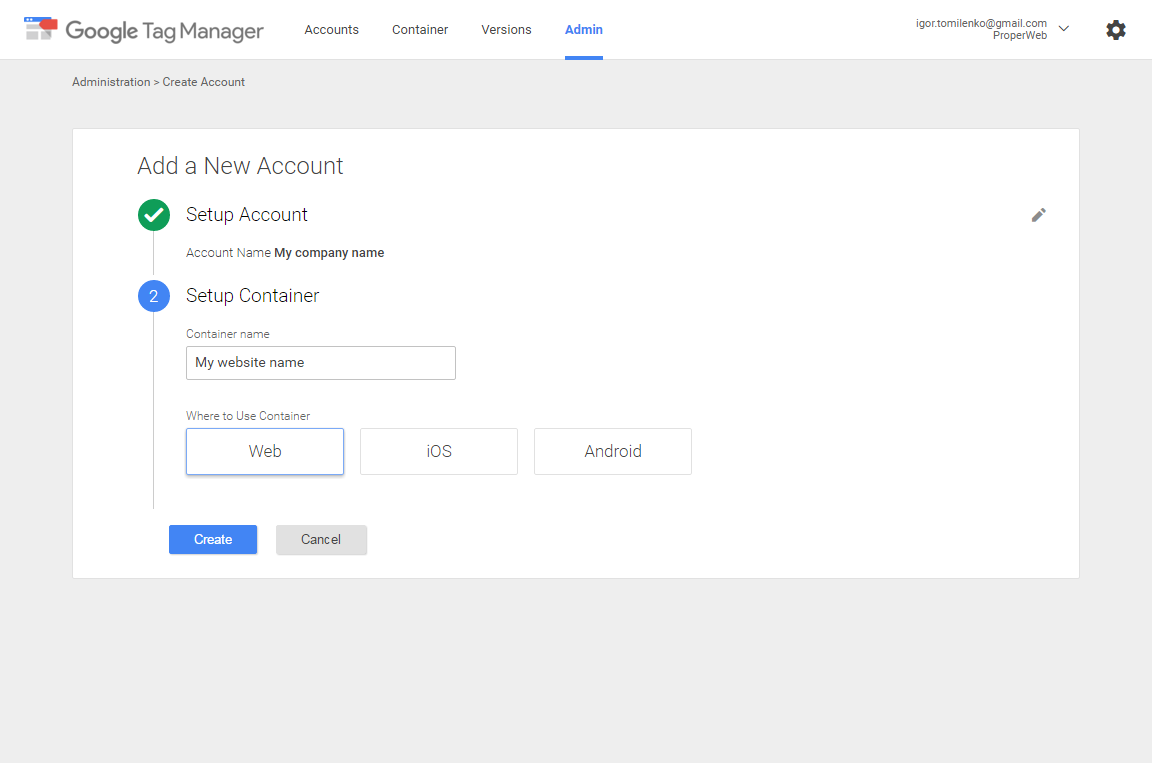 Google Tag Manager
Accounts
Container
Versions
Admin
igor.tomilenko@gmail.com
ProperWeb
Administration > Create Account
Add a New Account
Setup Account
Account Name My company name
2
Setup Container
Container name
My website name
Where to Use Container
Web
iOS
Android
Create
Cancel